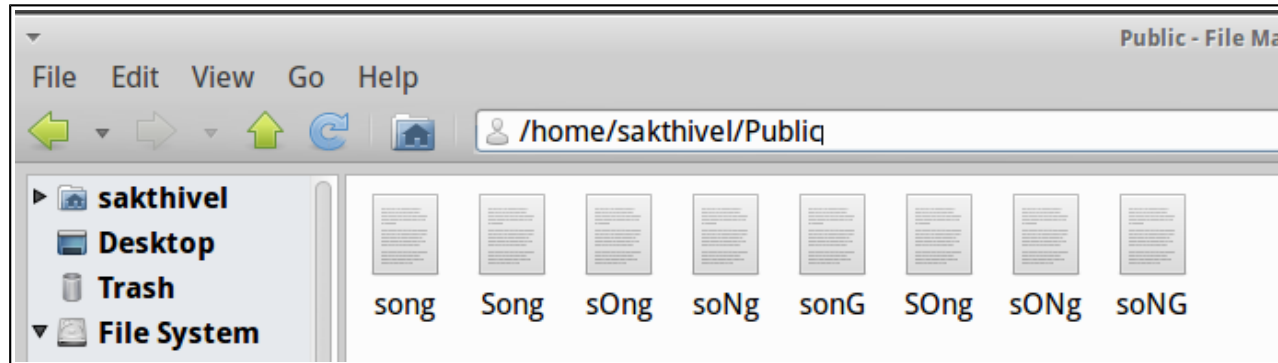 Public - File Ma
File Edit View Go Help
/home/sakthivel/Public
sakthivel
Desktop
Trash
File System
song Song sOng soNg sonG SOng sONg soNG